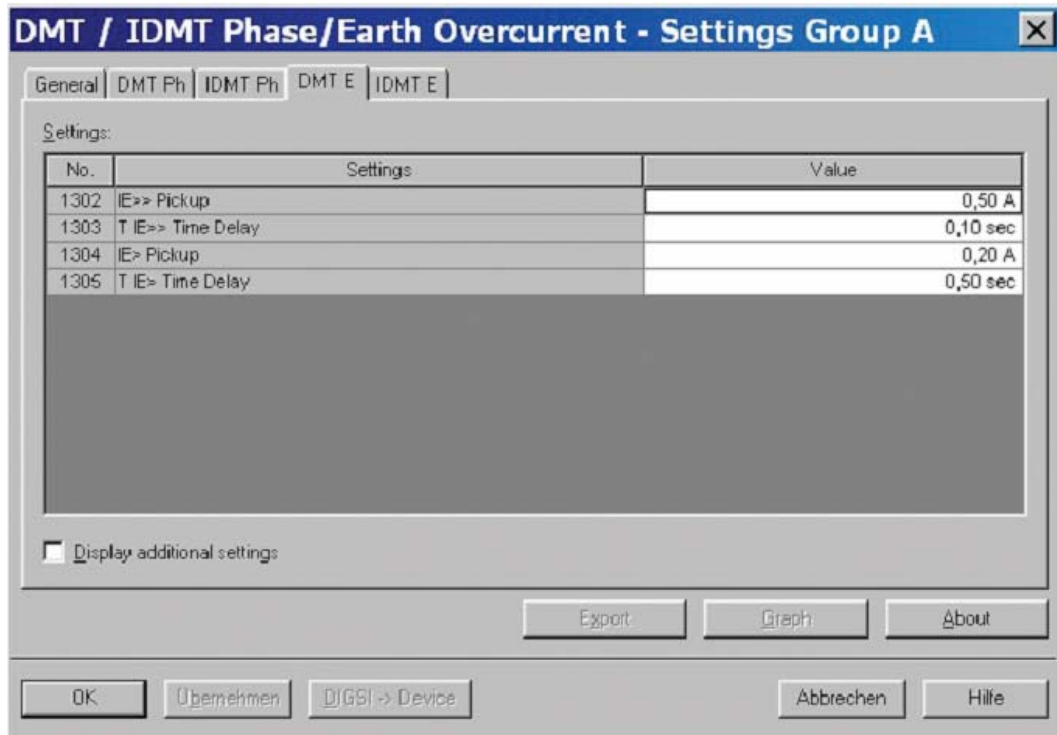 DMT / IDMT Phase/Earth Overcurrent - Settings Group A
General DMT Ph IDMT Ph DMT E IDMT E
Settings:
No. Settings Value
1302 IE>> Pickup 0,50 A
1303 T IE>> Time Delay 0,10 sec
1304 IE> Pickup 0,20 A
1305 T IE> Time Delay 0,50 sec
Display additional settings
Export Graph About
OK Übernehmen DIGSI -> Device Abbrechen Hilfe